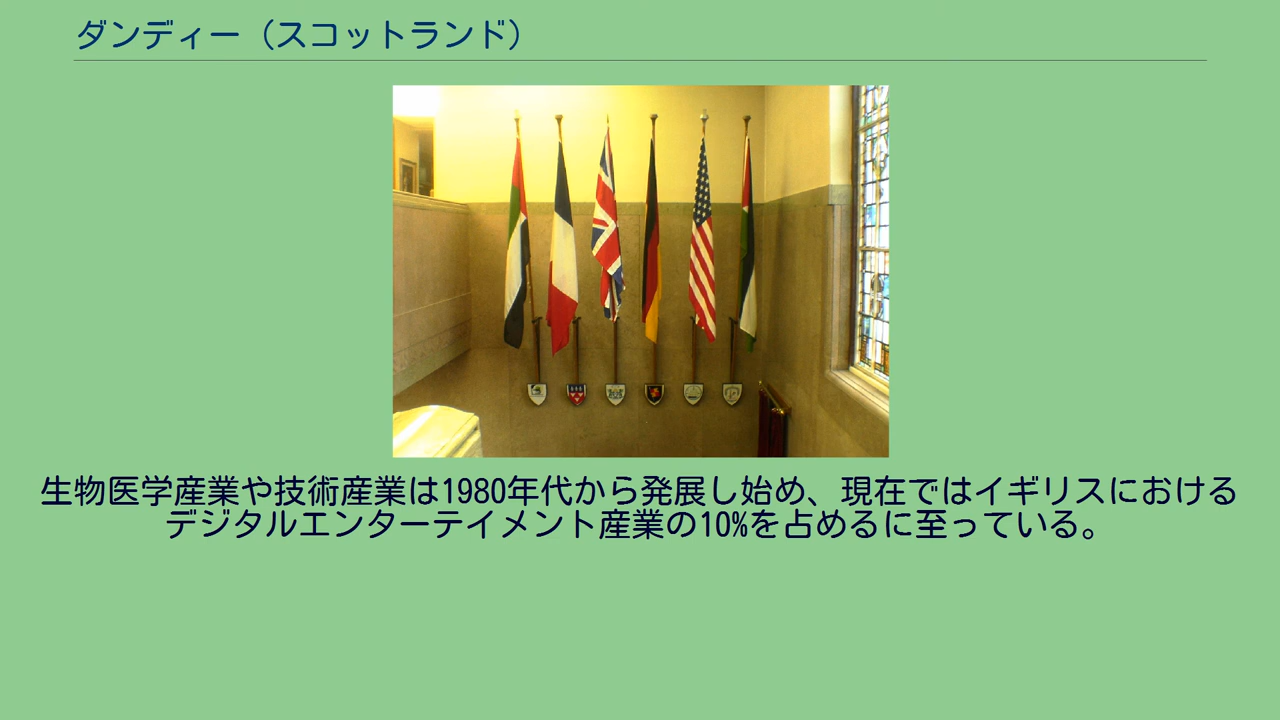 ダンディー（スコットランド）
生物医学産業や技術産業は1980年代から発展し始め、現在ではイギリスにおける
デジタルエンターテイメント産業の10%を占めるに至っている。